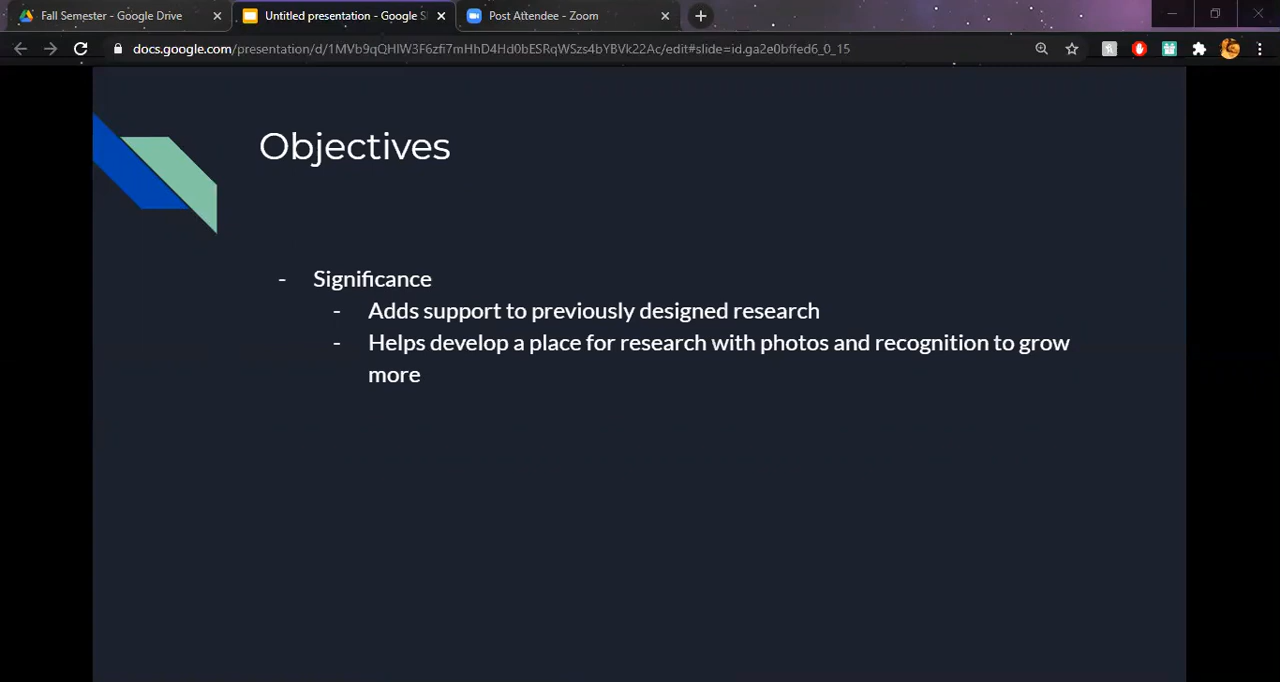 Fall Semester - Google Drive
Untitled presentation - Google S
Post Attendee - Zoom
docs.google.com/presentation/d/1MVb9qQHlW3F6zfi7mHhD4Hd0bESRqWSzs4bYBVk22Ac/edit#slide=id.ga2e0bffed6_0_15
Objectives
- Significance
- Adds support to previously designed research
- Helps develop a place for research with photos and recognition to grow
more